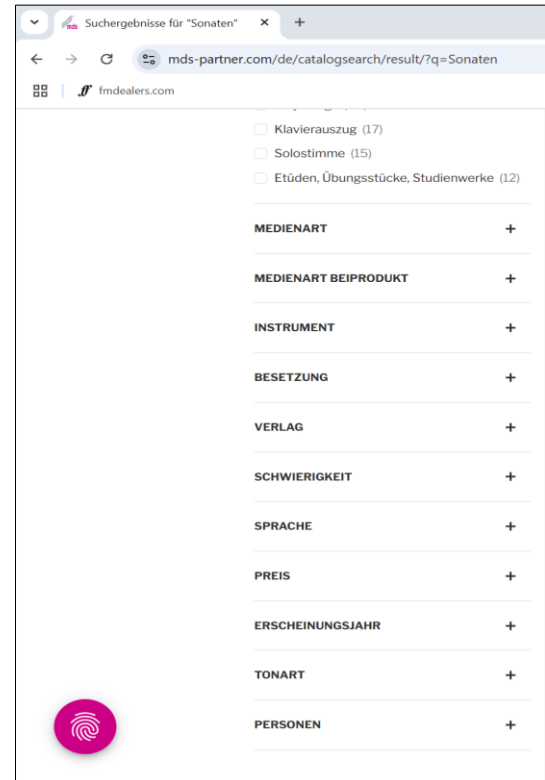 Suchergebnisse für "Sonaten"
mds-partner.com/de/catalogsearch/result/?q=Sonaten
fmdealers.com
Klavierauszug (17)
Solostimme (15)
Etüden, Übungsstücke, Studienwerke (12)
MEDIENART +
MEDIENART BEIPRODUKT +
INSTRUMENT +
BESETZUNG +
VERLAG +
SCHWIERIGKEIT +
SPRACHE +
PREIS +
ERSCHEINUNGSJAHR +
TONART +
PERSONEN +